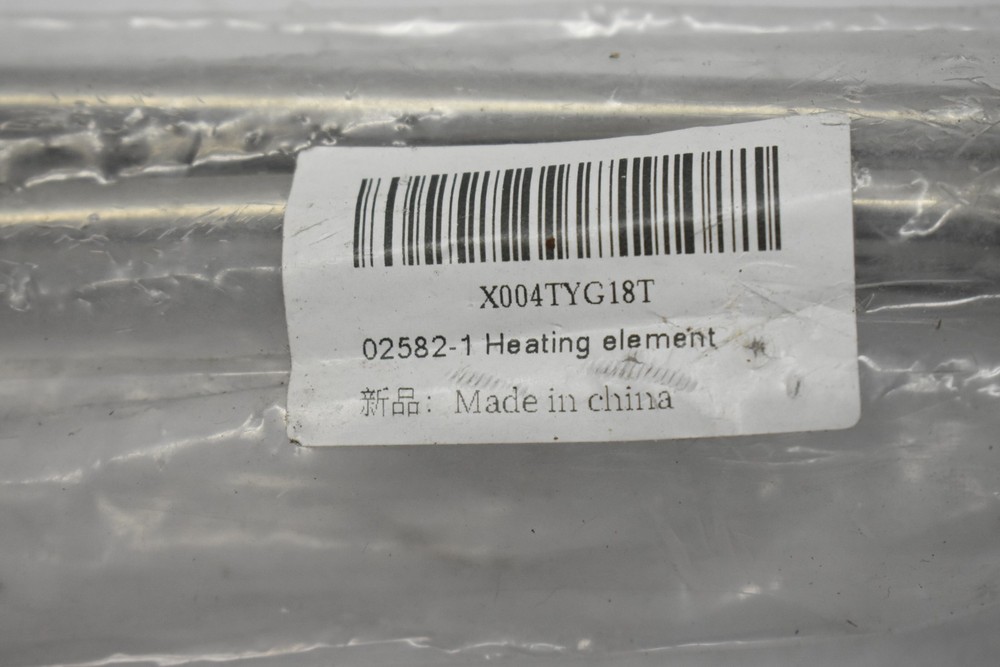 X004TYG18T
02582-1 Heating element
新品： Made in china